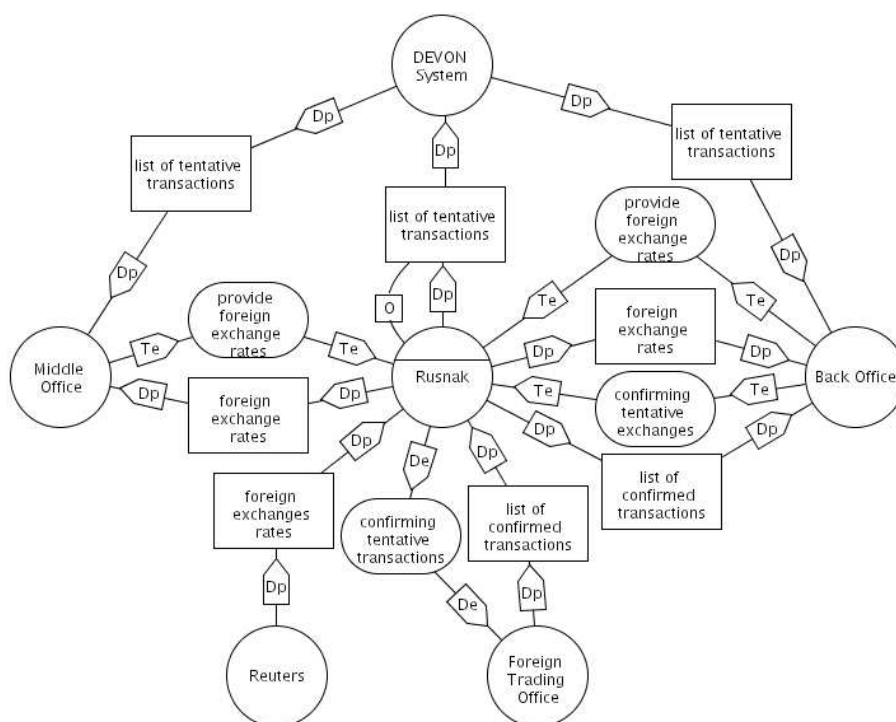 DEVON
System
Dp
Dp
Dp
list of tentative
transactions
list of tentative
transactions
list of tentative
transactions
provide
foreign
exchange
rates
Dp
Dp
O
Dp
Te
Te
provide
foreign
exchange
rates
foreign
exchange
rates
Te
Te
Dp
Dp
Middle
Office
Rusnak
Back Office
Dp
Dp
foreign
exchange
rates
Te
Te
confirming
tentative
exchanges
Dp
Dp
Dp
De
Dp
list of
confirmed
transactions
foreign
exchanges
rates
confirming
tentative
transactions
list of
confirmed
transactions
Dp
De
Dp
Reuters
Foreign
Trading
Office